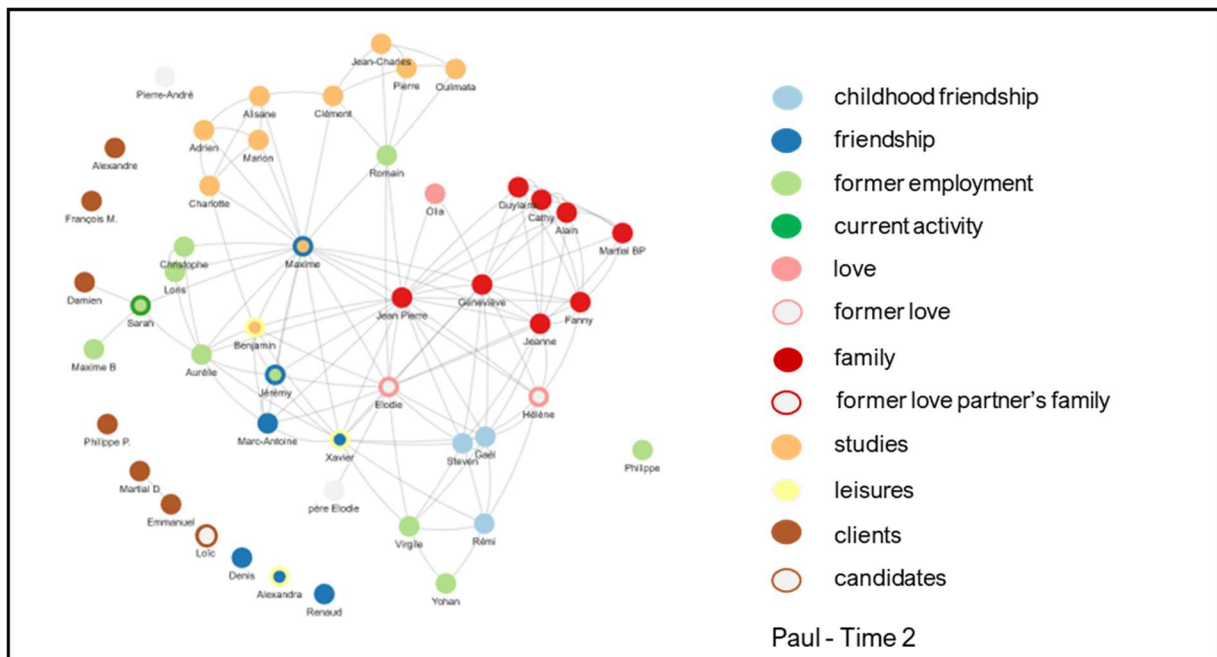 Jean-Charles
Pierre
Oulmata
Pierre-André
Alisane
Clément
Adrien
Marion
Alexandre
Romain
Charlotte
François M.
Olia
Guylaine
Cathy
Alain
Martial BP
Christophe
Maxime
Loris
Damien
Sarah
Jean Pierre
Geneviève
Fanny
Jeanne
Benjamin
Maxime B
Aurélie
Jérémy
Elodie
Hélène
Philippe P.
Marc-Antoine
Xavier
Steven
Gaël
Philippe
Martial D.
Emmanuel
père Elodie
Loïc
Virgile
Rémi
Denis
Alexandra
Renaud
Yohan
childhood friendship
friendship
former employment
current activity
love
former love
family
former love partner's family
studies
leisures
clients
candidates
Paul - Time 2